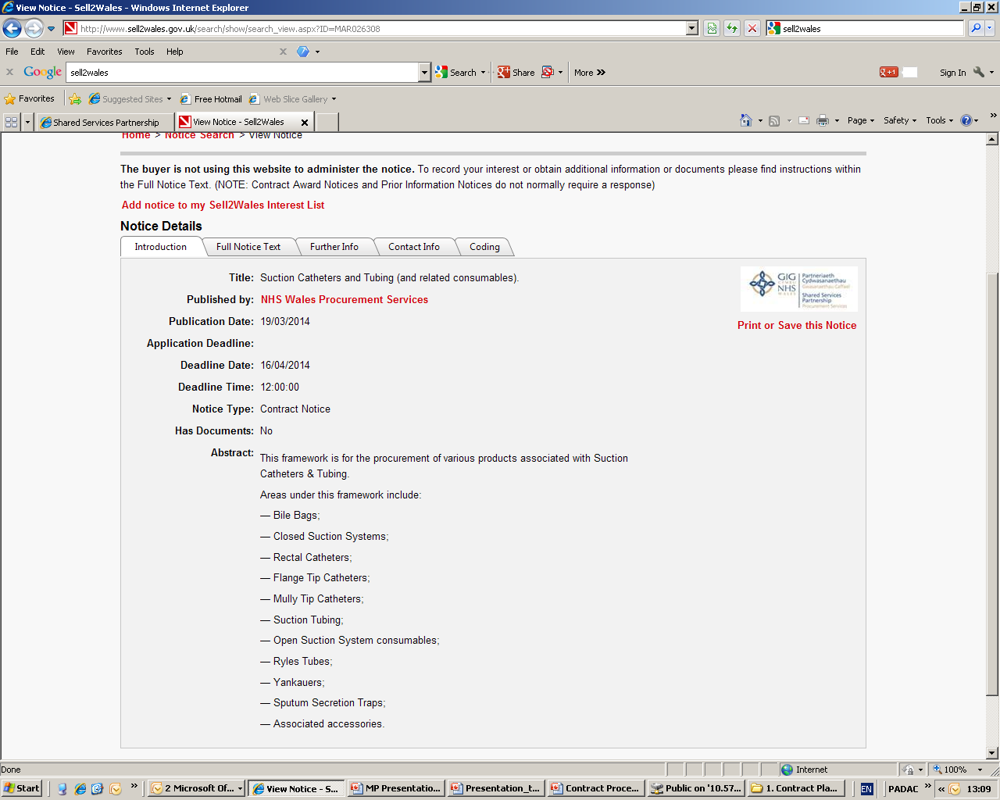 View Notice - Sell2Wales - Windows Internet Explorer
http://www.sell2wales.gov.uk/search/show/search_view.aspx?ID=MAR026308
sell2wales
File Edit View Favorites Tools Help
Google sell2wales Search Share More +1 Sign In
Favorites Suggested Sites Free Hotmail Web Slice Gallery
Shared Services Partnership View Notice - Sell2Wales Page Safety Tools
Home > Notice Search > View Notice
The buyer is not using this website to administer the notice. To record your interest or obtain additional information or documents please find instructions within
the Full Notice Text. (NOTE: Contract Award Notices and Prior Information Notices do not normally require a response)
Add notice to my Sell2Wales Interest List
Notice Details
Introduction Full Notice Text Further Info Contact Info Coding
Title: Suction Catheters and Tubing (and related consumables).
GIG CYMRU NHS WALES
Partneriaeth
Cydwasanaethau
Gwasanaethau Caffael
Shared Services
Partnership
Procurement Services
Published by: NHS Wales Procurement Services
Publication Date: 19/03/2014
Print or Save this Notice
Application Deadline:
Deadline Date: 16/04/2014
Deadline Time: 12:00:00
Notice Type: Contract Notice
Has Documents: No
Abstract: This framework is for the procurement of various products associated with Suction
Catheters & Tubing.
Areas under this framework include:
— Bile Bags;
— Closed Suction Systems;
— Rectal Catheters;
— Flange Tip Catheters;
— Mully Tip Catheters;
— Suction Tubing;
— Open Suction System consumables;
— Ryles Tubes;
— Yankauers;
— Sputum Secretion Traps;
— Associated accessories.
Done Internet 100%
Start 2 Microsoft Of... View Notice - S... MP Presentatio... Presentation_t... Contract Proce... Public on '10.57... 1. Contract Pla... EN PADAC 13:09